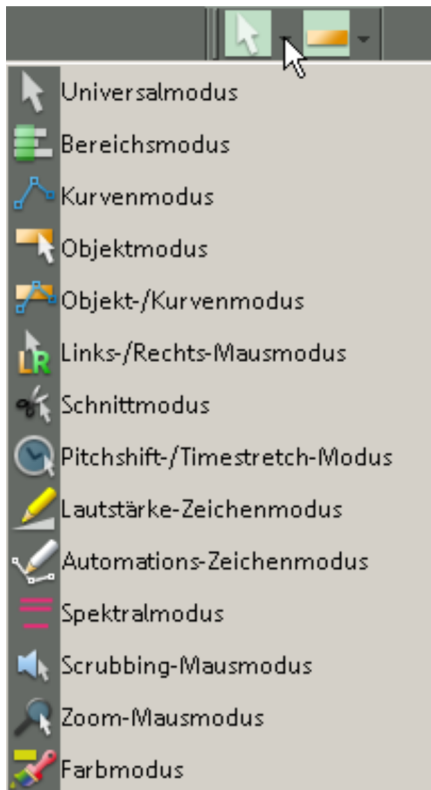 Universalmodus
Bereichsmodus
Kurvenmodus
Objektmodus
Objekt-/Kurvenmodus
Links-/Rechts-Mausmodus
Schnittmodus
Pitchshift-/Timestretch-Modus
Lautstärke-Zeichenmodus
Automations-Zeichenmodus
Spektralmodus
Scrubbing-Mausmodus
Zoom-Mausmodus
Farbmodus